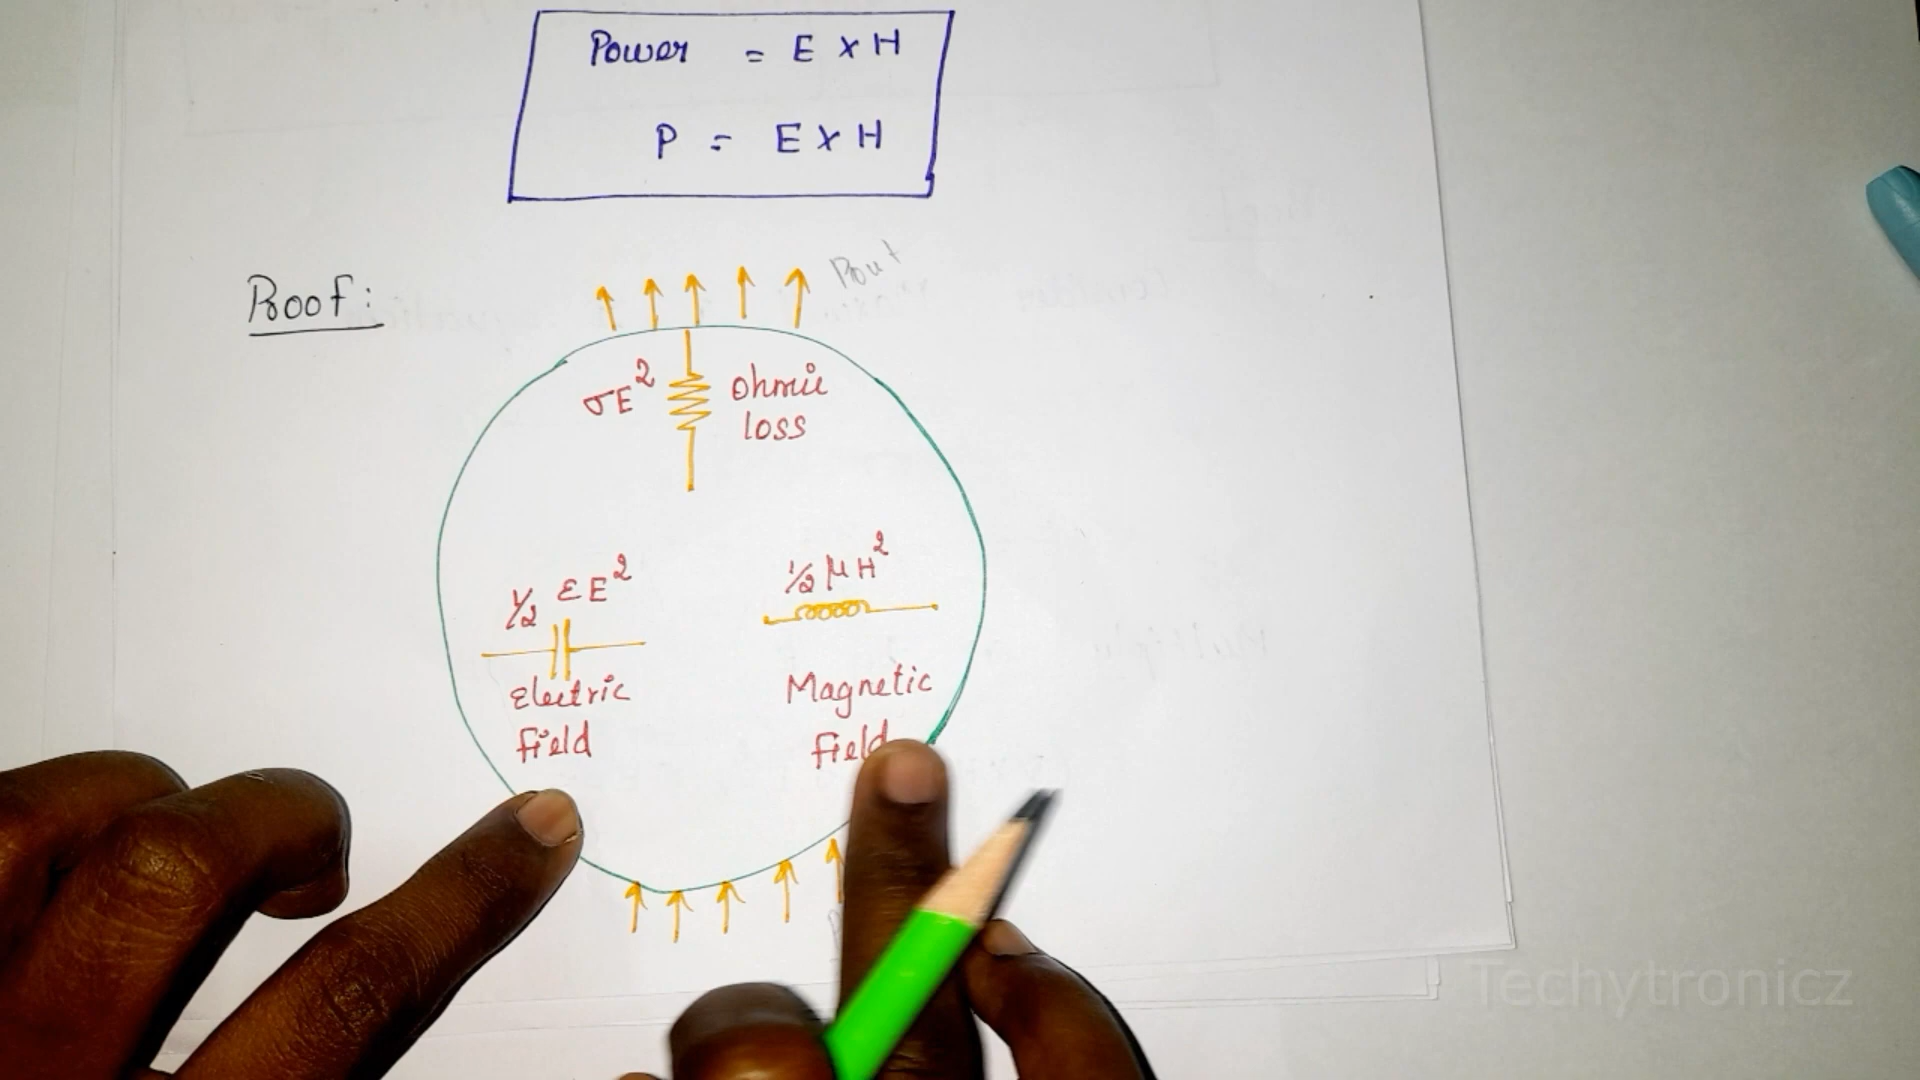 Power = E × H
P = E × H
Pout
Proof:
σE²
ohmic
loss
½ εE²
½ μH²
Electric
field
Magnetic
field
Techytronicz